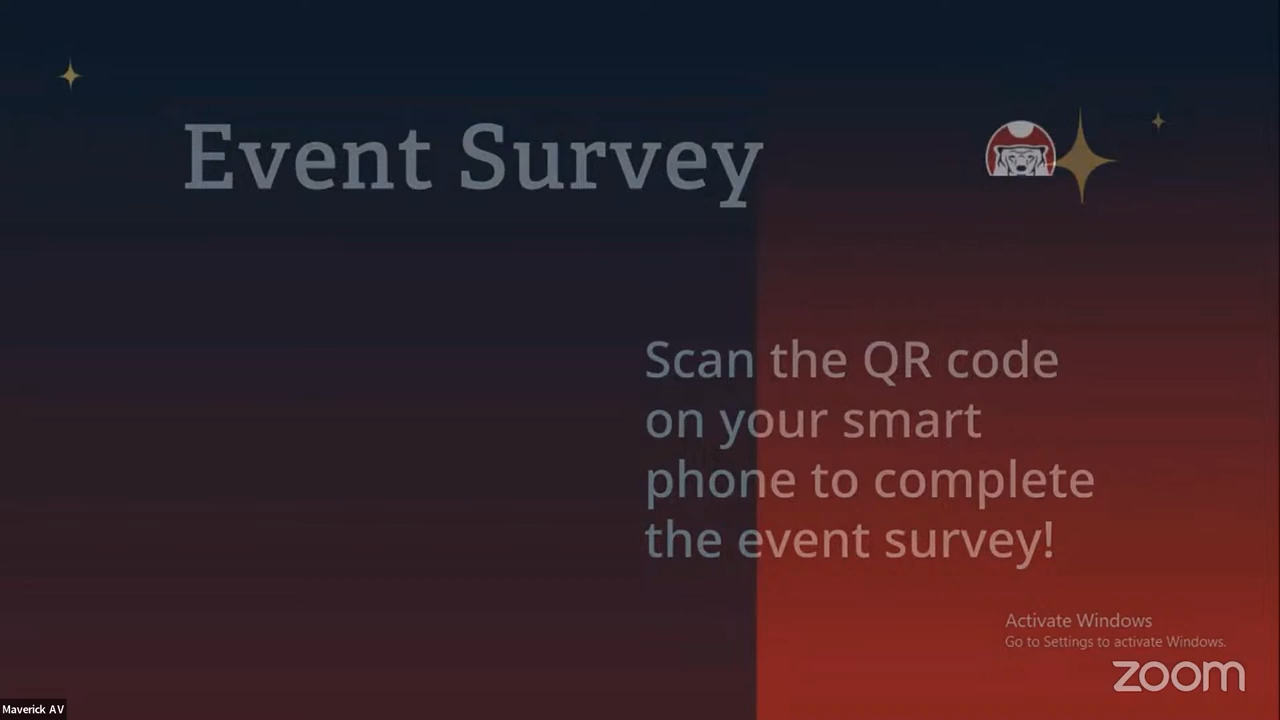 Event Survey
Scan the QR code
on your smart
phone to complete
the event survey!
Activate Windows
Go to Settings to activate Windows.
zoom
Maverick AV